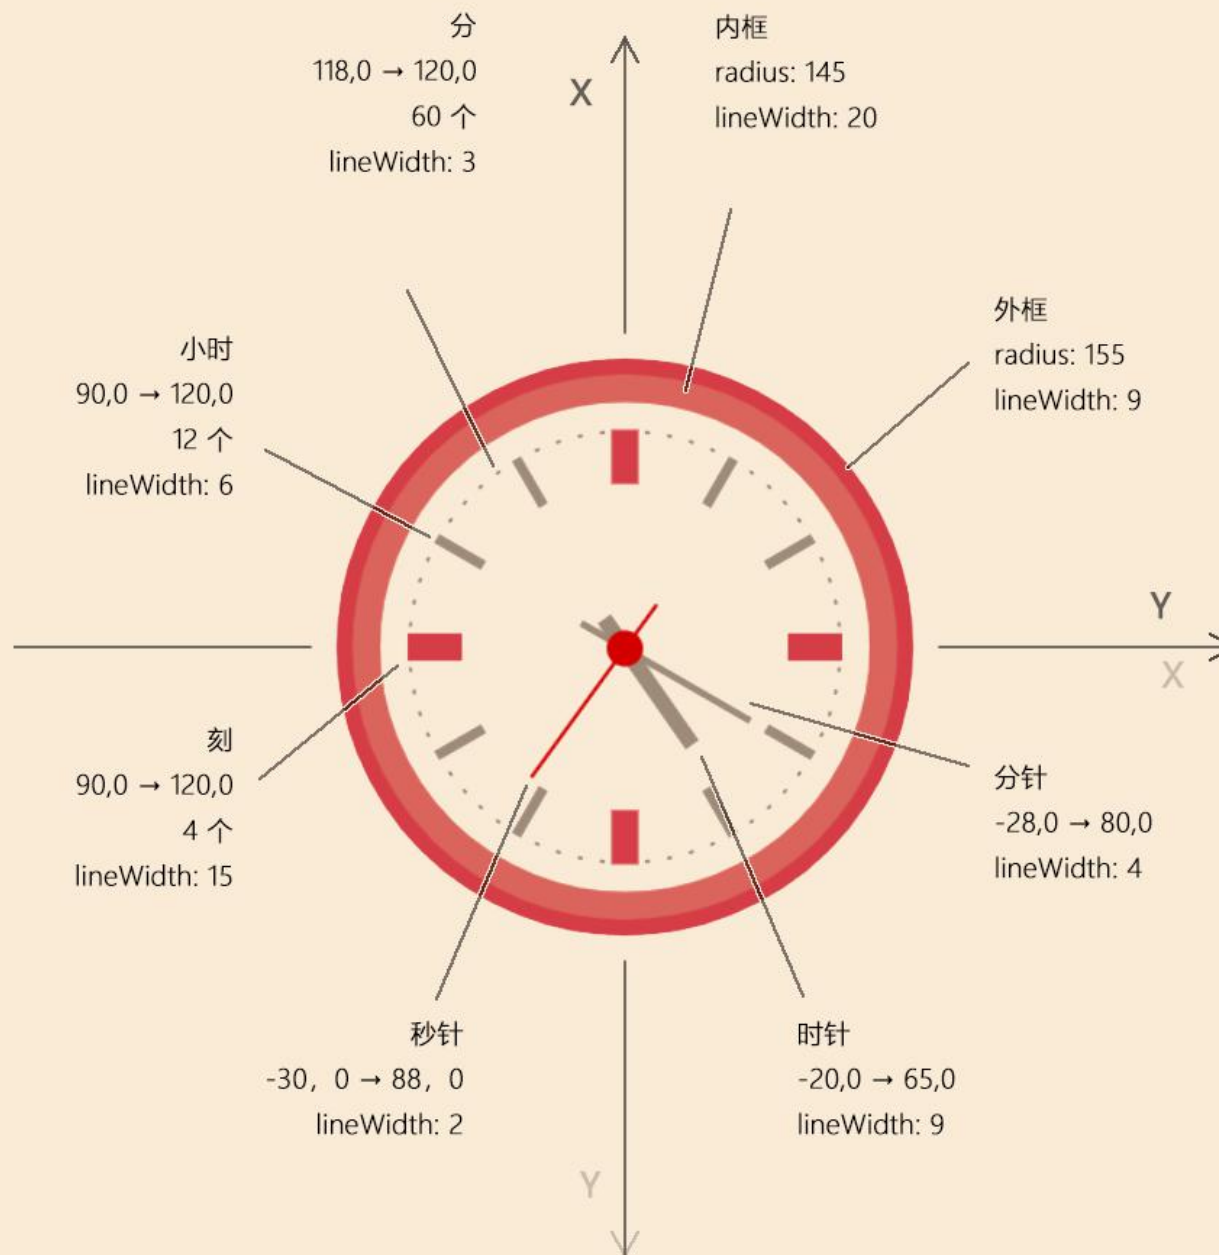 分
118,0 → 120,0
60 个
lineWidth: 3
X
内框
radius: 145
lineWidth: 20
外框
radius: 155
lineWidth: 9
小时
90,0 → 120,0
12 个
lineWidth: 6
Y
X
刻
90,0 → 120,0
4 个
lineWidth: 15
分针
-28,0 → 80,0
lineWidth: 4
秒针
-30，0 → 88，0
lineWidth: 2
时针
-20,0 → 65,0
lineWidth: 9
Y